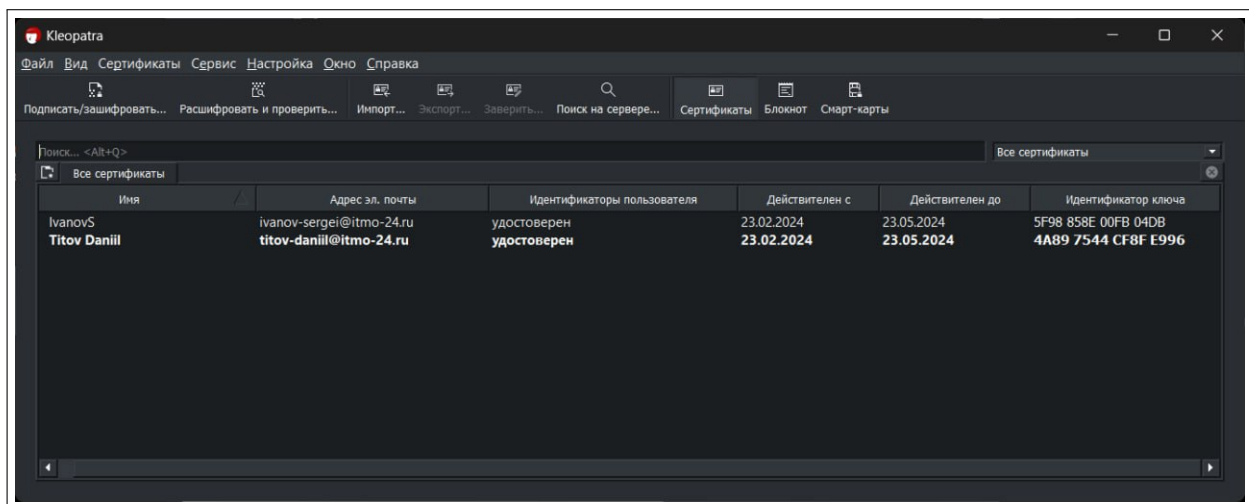 Kleopatra
Файл Вид Сертификаты Сервис Настройка Окно Справка
Подписать/зашифровать... Расшифровать и проверить... Импорт... Экспорт... Заверить... Поиск на сервере... Сертификаты Блокнот Смарт-карты
Поиск... <Alt+Q> Все сертификаты
Все сертификаты
Имя Адрес эл. почты Идентификаторы пользователя Действителен с Действителен до Идентификатор ключа
IvanovS ivanov-sergei@itmo-24.ru удостоверен 23.02.2024 23.05.2024 5F98 858E 00FB 04DB
Titov Daniil titov-daniil@itmo-24.ru удостоверен 23.02.2024 23.05.2024 4A89 7544 CF8F E996